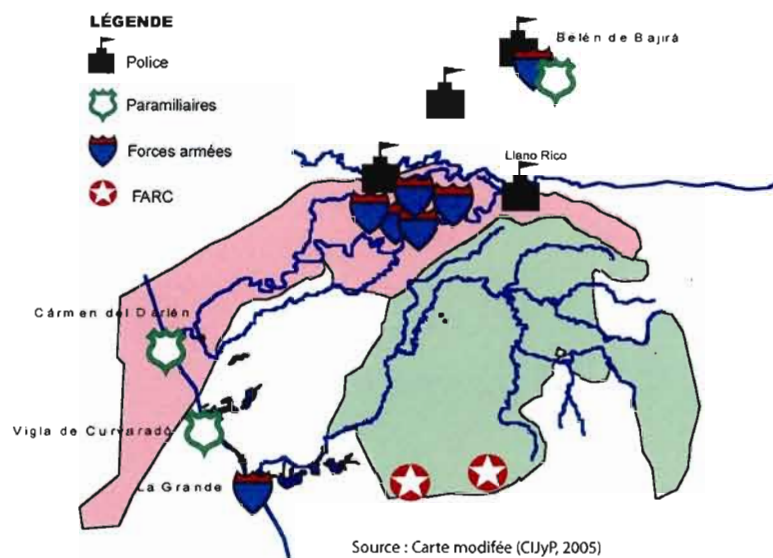 LÉGENDE
Police
Paramiliaires
Forces armées
FARC
Belén de Bajirá
Llano Rico
Cármen del Darién
Vigla de Curvaradó
La Grande
Source : Carte modifée (CIJyP, 2005)